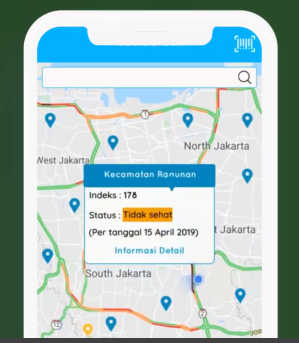 North Jakarta
West Jakarta
Kecamatan Ranunan
Indeks : 178
Status : Tidak sehat
(Per tanggal 15 April 2019)
t Jakarta
Informasi Detail
South Jakarta